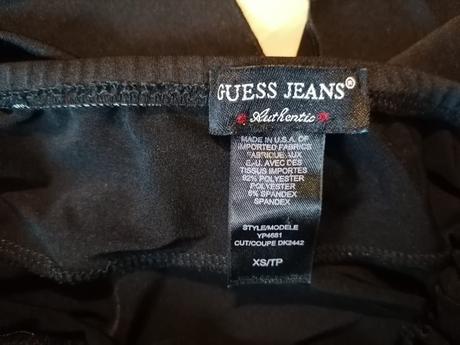 GUESS JEANS®
Authentic
MADE IN U.S.A. OF
IMPORTED FABRICS
FABRIQUE AUX
E.-U. AVEC DES
TISSUS IMPORTES
92% POLYESTER
POLYESTER
8% SPANDEX
SPANDEX
STYLE/MODELE
YP4681
CUT/COUPE DK2442
XS/TP